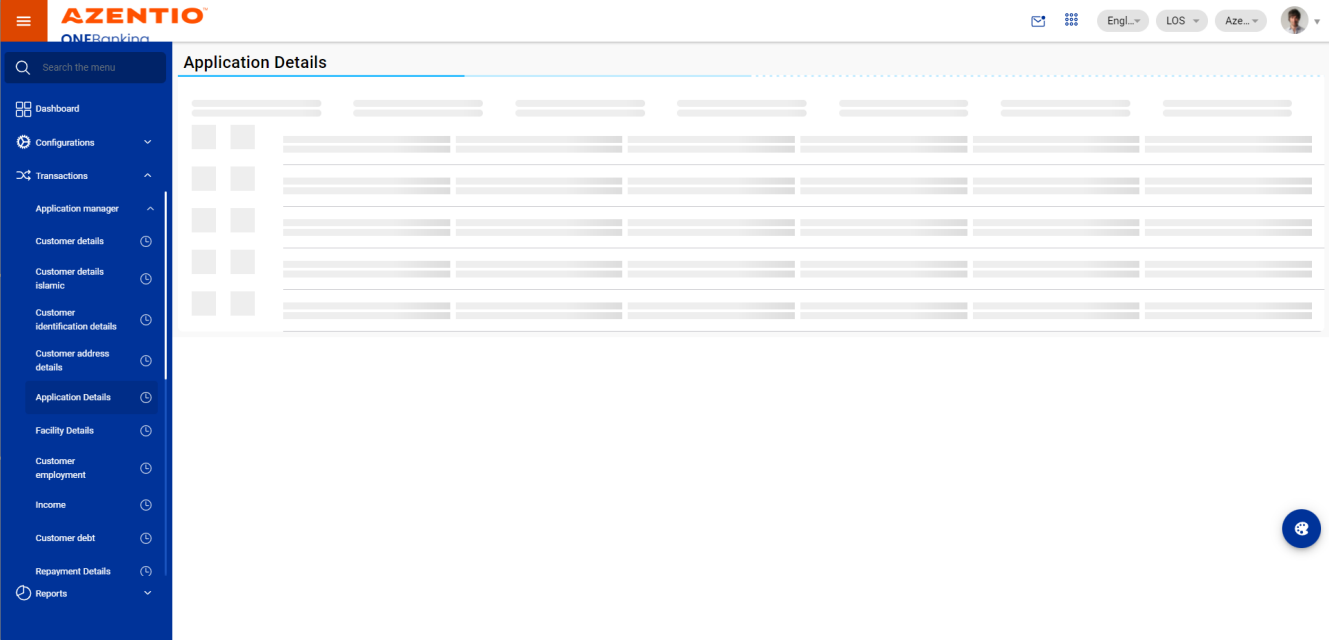 AZENTIO™
ONEBanking
Engl...
LOS
Aze...
Search the menu
Dashboard
Configurations
Transactions
Application manager
Customer details
Customer details
islamic
Customer
identification details
Customer address
details
Application Details
Facility Details
Customer
employment
Income
Customer debt
Repayment Details
Reports
Application Details